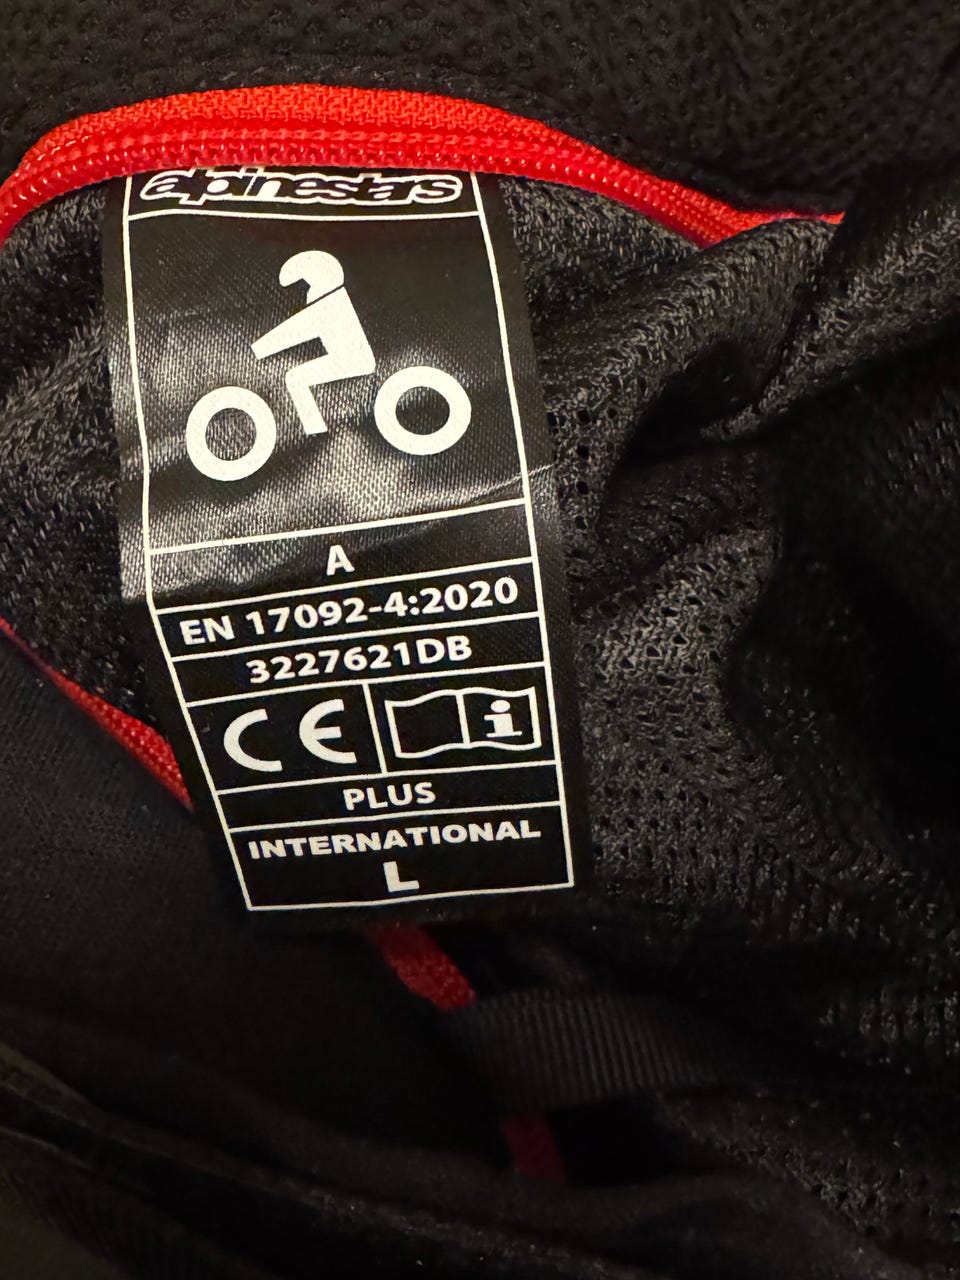 alpinestars
A
EN 17092-4:2020
3227621DB
CE
i
PLUS
INTERNATIONAL
L